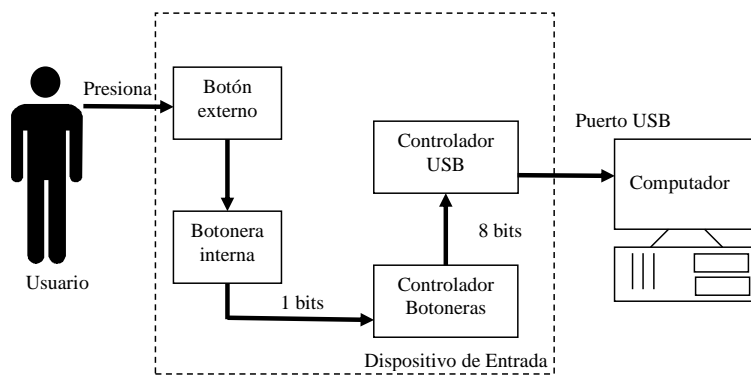 Presiona
Botón
externo
Botonera
interna
Usuario
1 bits
Controlador
Botoneras
8 bits
Controlador
USB
Puerto USB
Computador
Dispositivo de Entrada